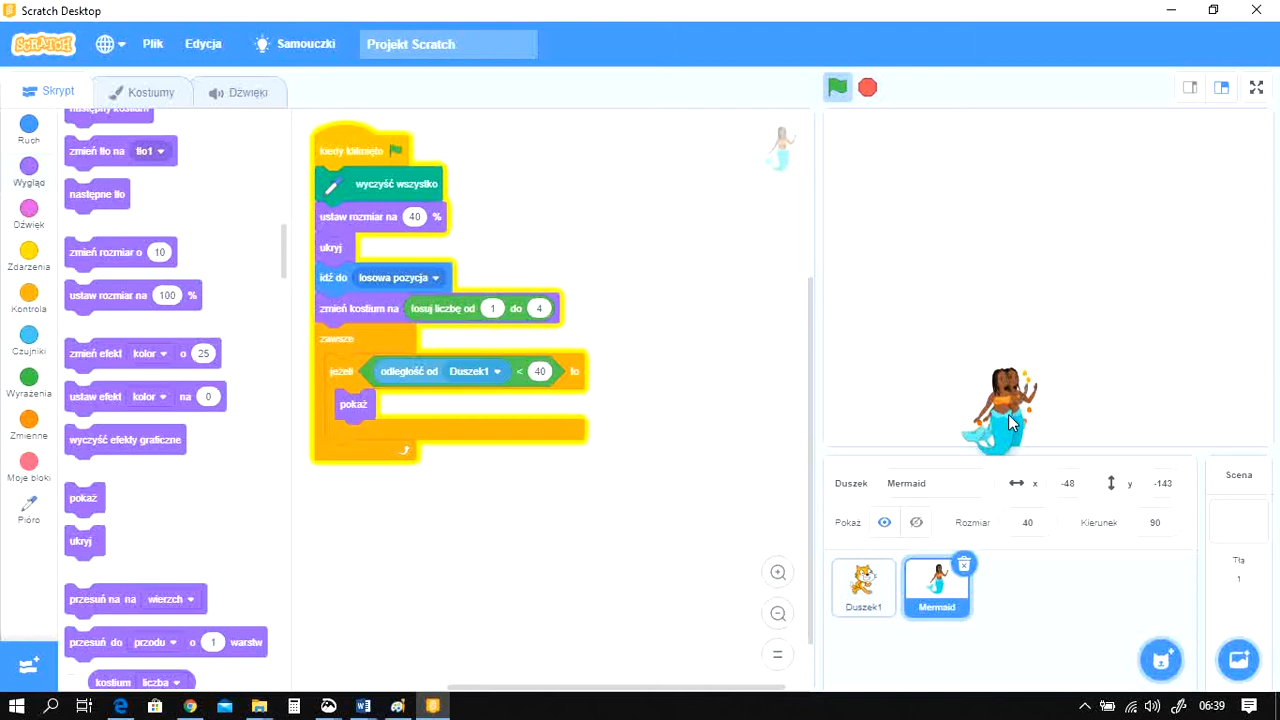 Scratch Desktop
SCRATCH Plik Edycja Samouczki Projekt Scratch
Skrypt Kostiumy Dźwięki
Ruch
Wygląd
Dźwięk
Zdarzenia
Kontrola
Czujniki
Wyrażenia
Zmienne
Moje bloki
Pióro
następny kostium
zmień tło na tło1
następne tło
zmień rozmiar o 10
ustaw rozmiar na 100 %
zmień efekt kolor o 25
ustaw efekt kolor na 0
wyczyść efekty graficzne
pokaż
ukryj
przesuń na na wierzch
przesuń do przodu o 1 warstw
kostium liczba
kiedy kliknięto
wyczyść wszystko
ustaw rozmiar na 40 %
ukryj
idź do losowa pozycja
zmień kostium na losuj liczbę od 1 do 4
zawsze
jeżeli odległość od Duszek1 < 40 to
pokaż
Duszek Mermaid x -48 y -143
Pokaż Rozmiar 40 Kierunek 90
Duszek1
Mermaid
Scena
Tła
1
06:39